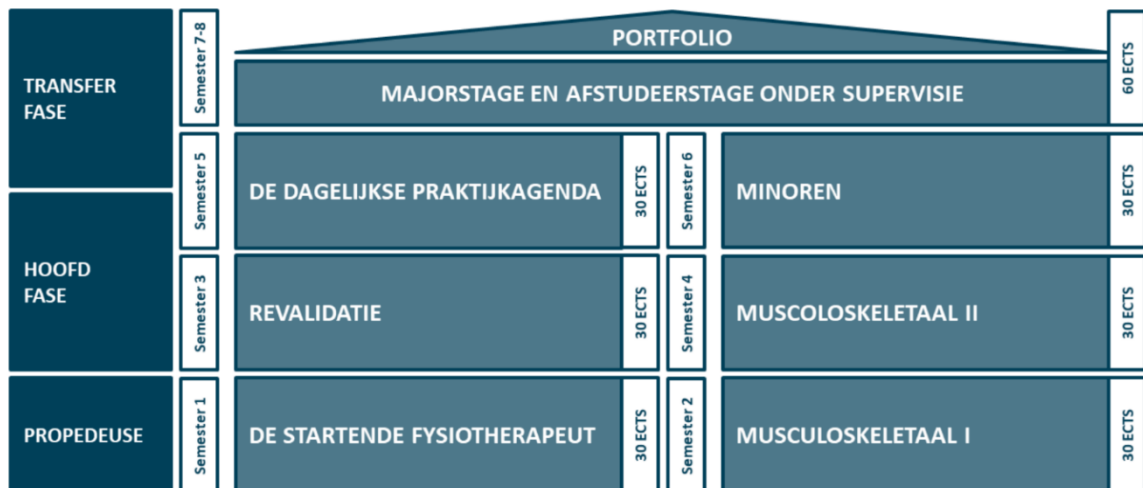 TRANSFER
FASE
Semester 7-8
PORTFOLIO
MAJORSTAGE EN AFSTUDEERSTAGE ONDER SUPERVISIE
60 ECTS
Semester 5
DE DAGELIJKSE PRAKTIJKAGENDA
30 ECTS
Semester 6
MINOREN
30 ECTS
HOOFD
FASE
Semester 3
REVALIDATIE
30 ECTS
Semester 4
MUSCOLOSKELETAAL II
30 ECTS
PROPEDEUSE
Semester 1
DE STARTENDE FYSIOTHERAPEUT
30 ECTS
Semester 2
MUSCULOSKELETAAL I
30 ECTS